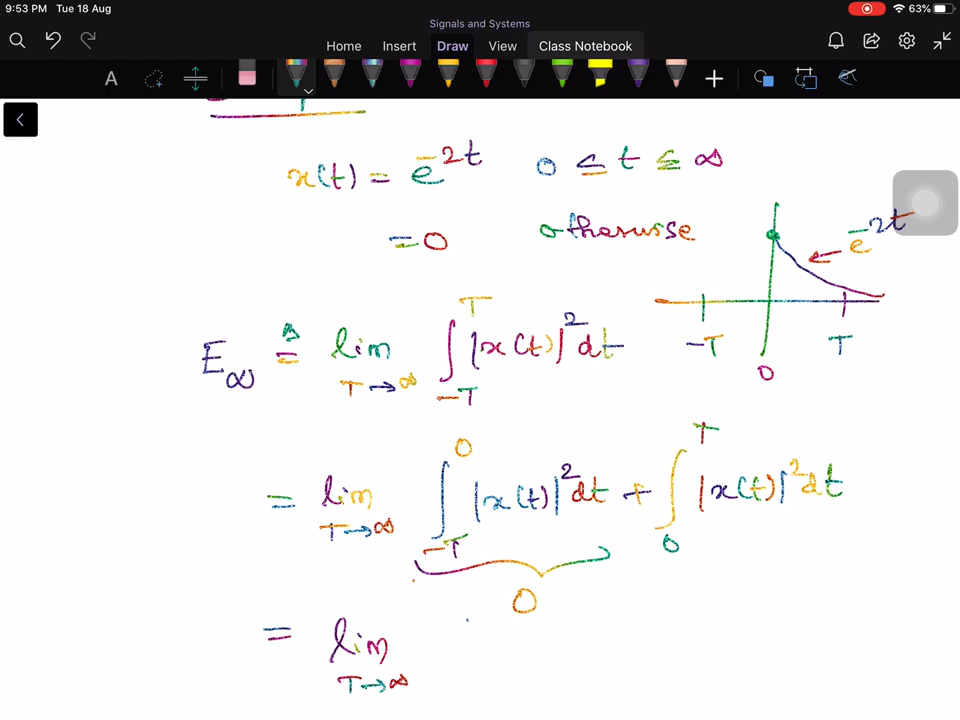 9:53 PM Tue 18 Aug
63%
Signals and Systems
Home Insert Draw View Class Notebook
A
x(t) = e^-2t 0 ≤ t ≤ ∞
= 0 otherwise
e^-2t
-T 0 T
E∞ ≜ lim T→∞ ∫_-T^T |x(t)|² dt
= lim T→∞ ∫_-T^0 |x(t)|² dt + ∫_0^T |x(t)|² dt
0
= lim T→∞